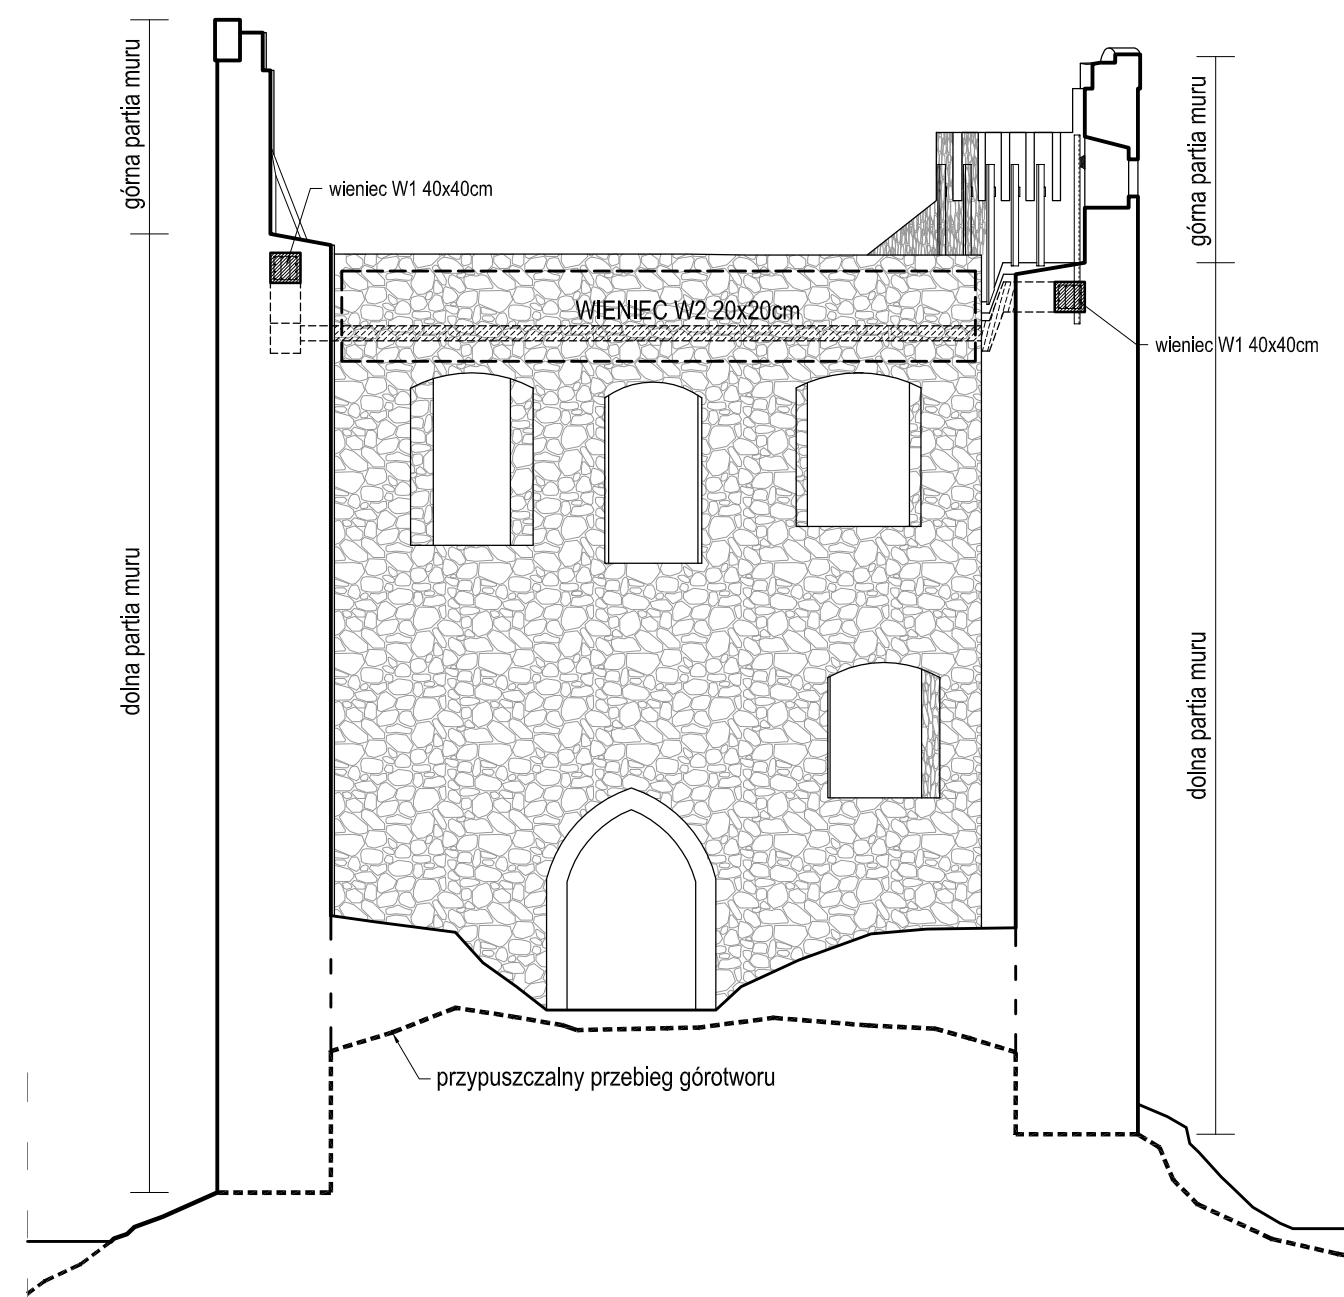 górna partia muru
górna partia muru
wieniec W1 40x40cm
WIENIEC W2 20x20cm
wieniec W1 40x40cm
dolna partia muru
dolna partia muru
przypuszczalny przebieg górotworu